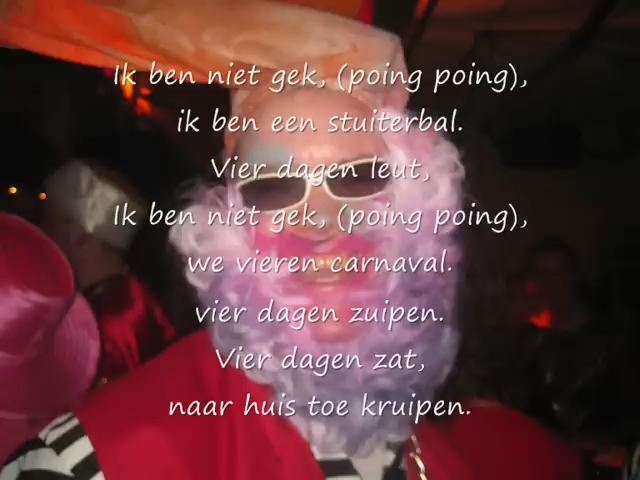 Ik ben niet gek, (poing poing),
ik ben een stuiterbal.
Vier dagen leut,
Ik ben niet gek, (poing poing),
we vieren carnaval.
vier dagen zuipen.
Vier dagen zat,
naar huis toe kruipen.